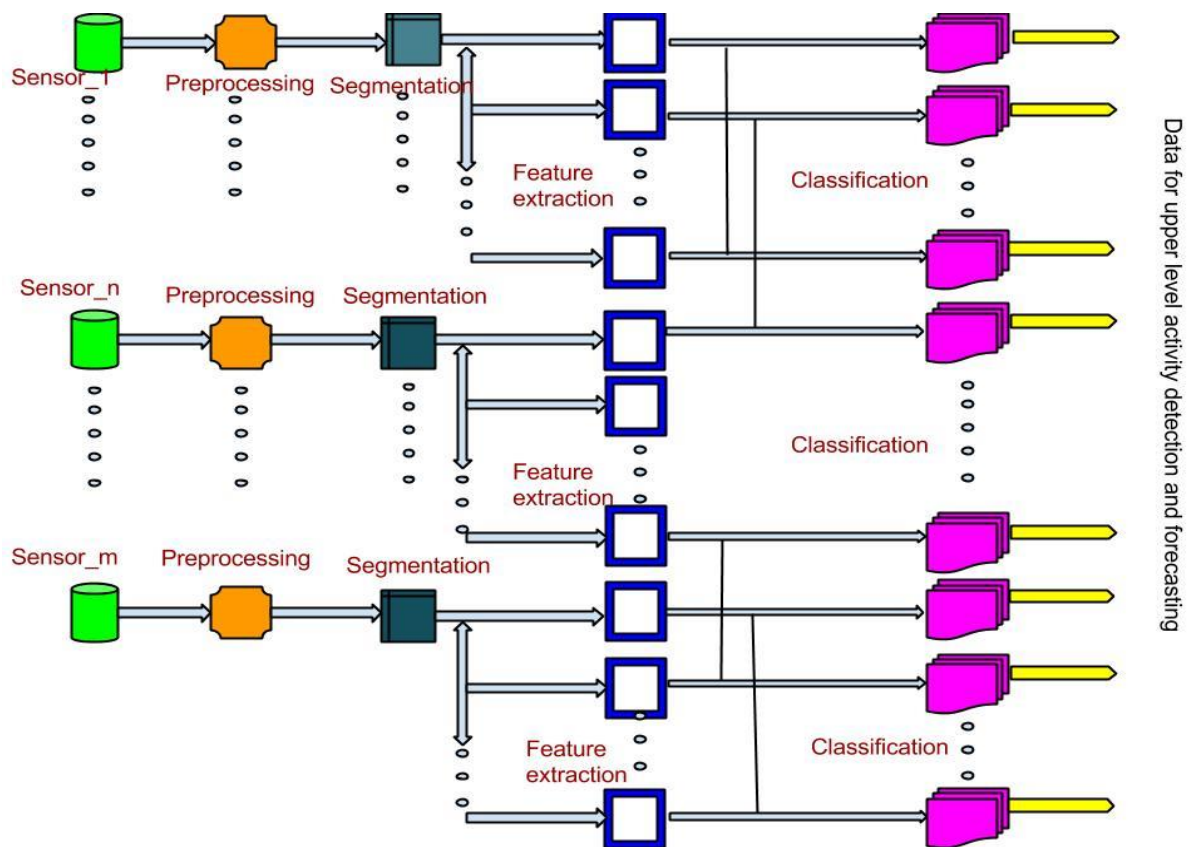 Sensor_1
Preprocessing
Segmentation
Feature
extraction
Classification
Sensor_n
Preprocessing
Segmentation
Classification
Feature
extraction
Sensor_m
Preprocessing
Segmentation
Feature
extraction
Classification
Data for upper level activity detection and forecasting